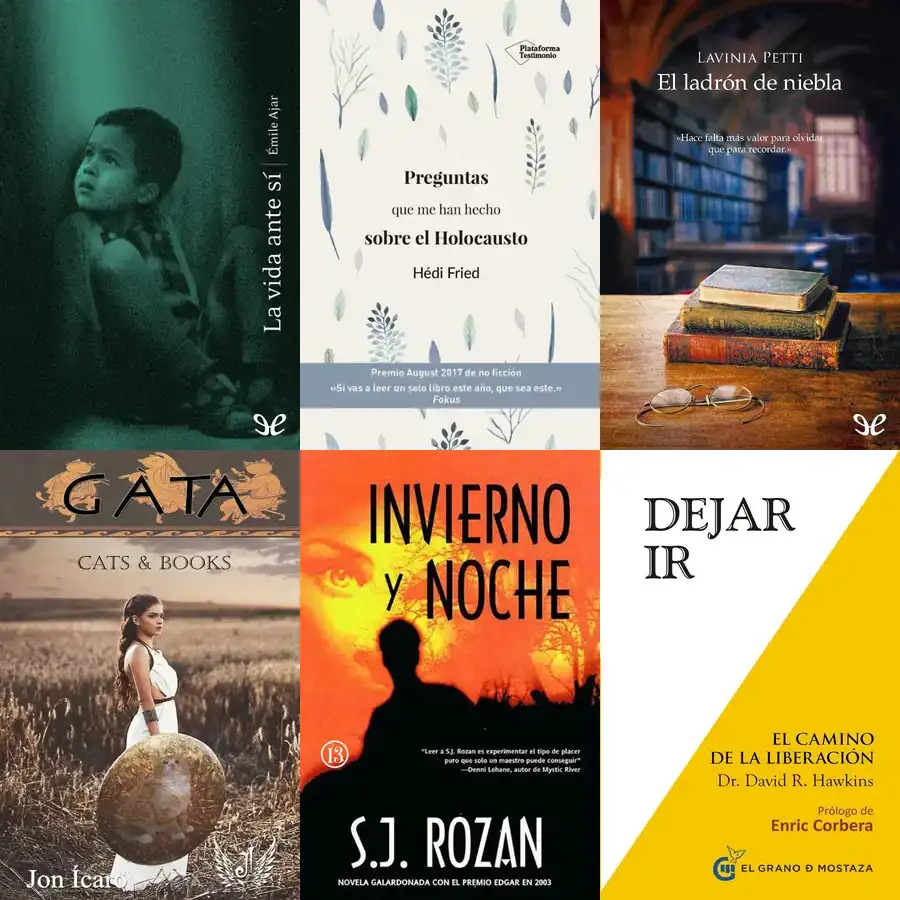 La vida ante sí | Émile Ajar
Plataforma
Testimonio
Preguntas
que me han hecho
sobre el Holocausto
Hédi Fried
Premio August 2017 de no ficción
«Si vas a leer un solo libro este año, que sea este.»
Fokus
LAVINIA PETTI
El ladrón de niebla
«Hace falta más valor para olvidar
que para recordar.»
GÀTA
CATS & BOOKS
Jon Ícaro
INVIERNO
Y NOCHE
13
"Leer a S.J. Rozan es experimentar el tipo de placer
puro que solo un maestro puede conseguir"
—Denni Lehane, autor de Mystic River
S.J. ROZAN
NOVELA GALARDONADA CON EL PREMIO EDGAR EN 2003
DEJAR
IR
EL CAMINO
DE LA LIBERACIÓN
Dr. David R. Hawkins
Prólogo de
Enric Corbera
EL GRANO D MOSTAZA